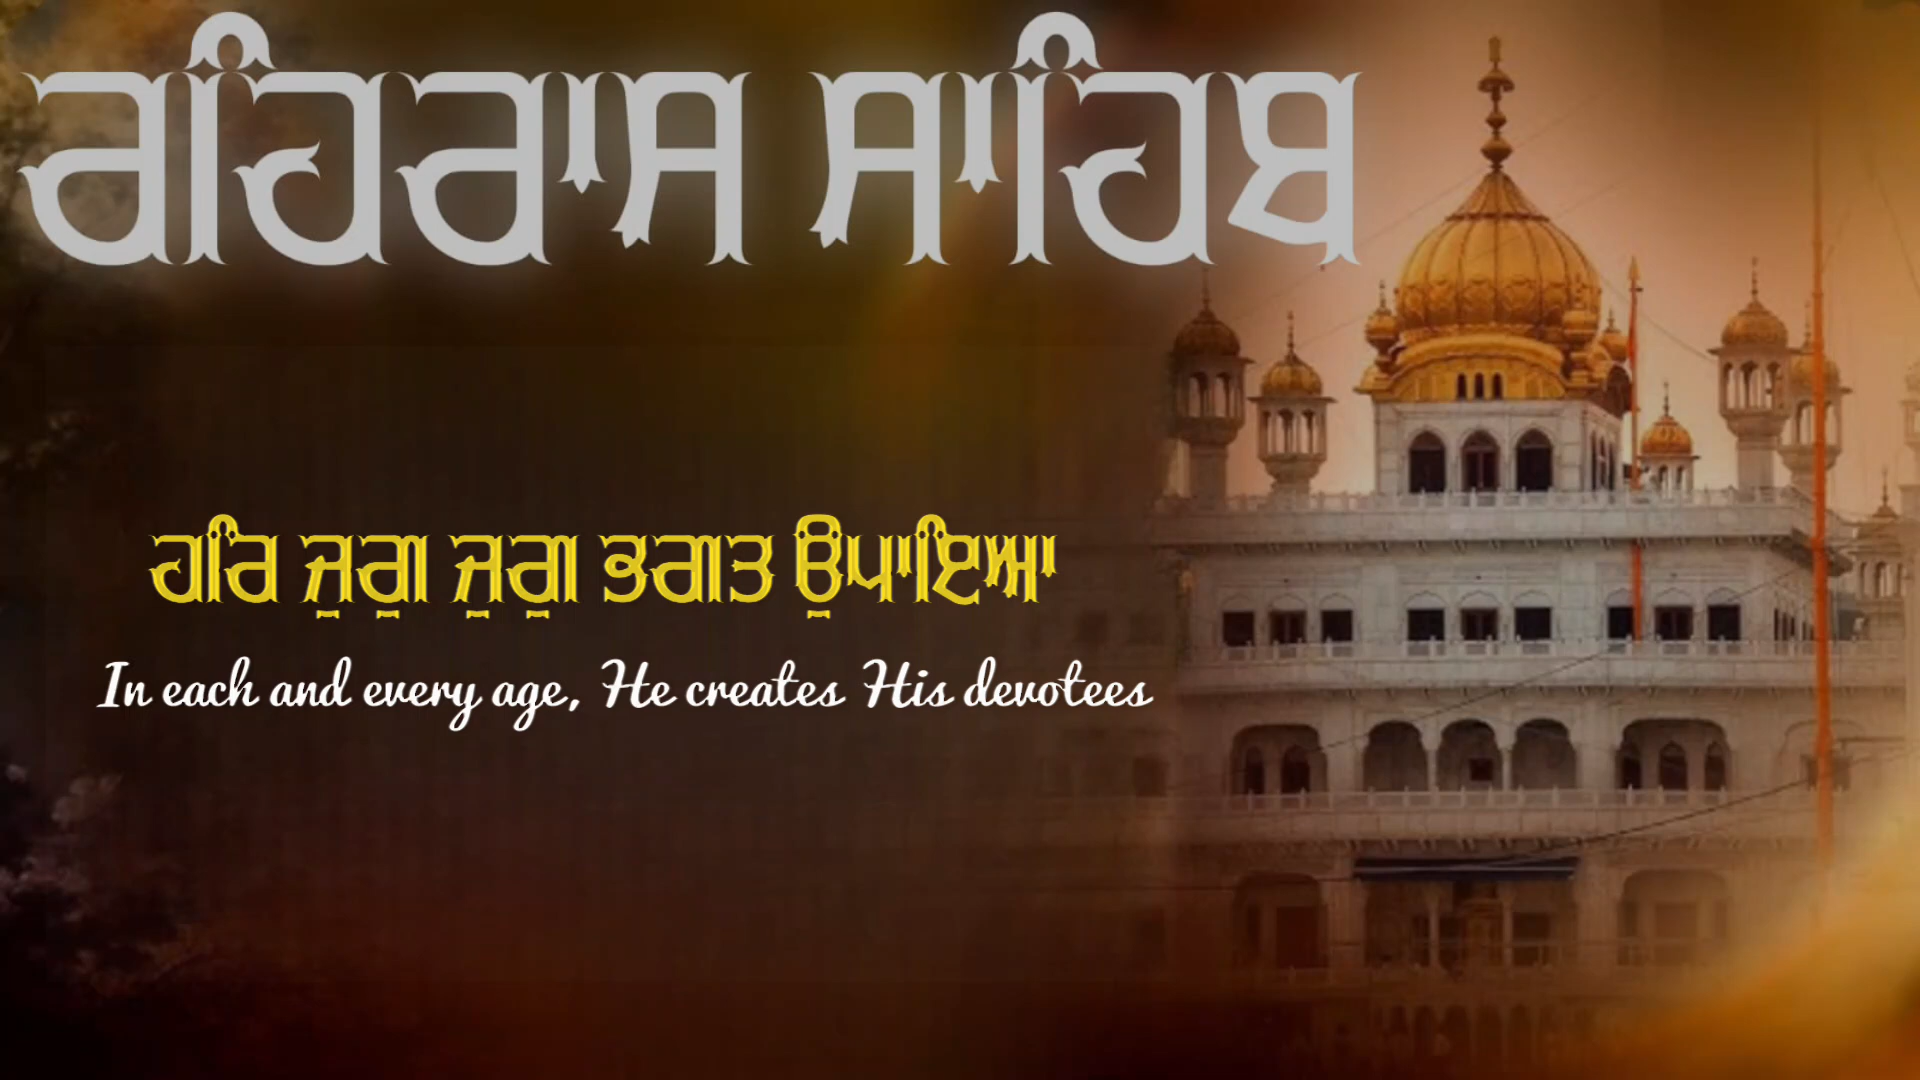 ਰਹਿਰਾਸ ਸਾਹਿਬ
ਹਰਿ ਜੁਗੁ ਜੁਗੁ ਭਗਤ ਉਪਾਇਆ
In each and every age, He creates His devotees